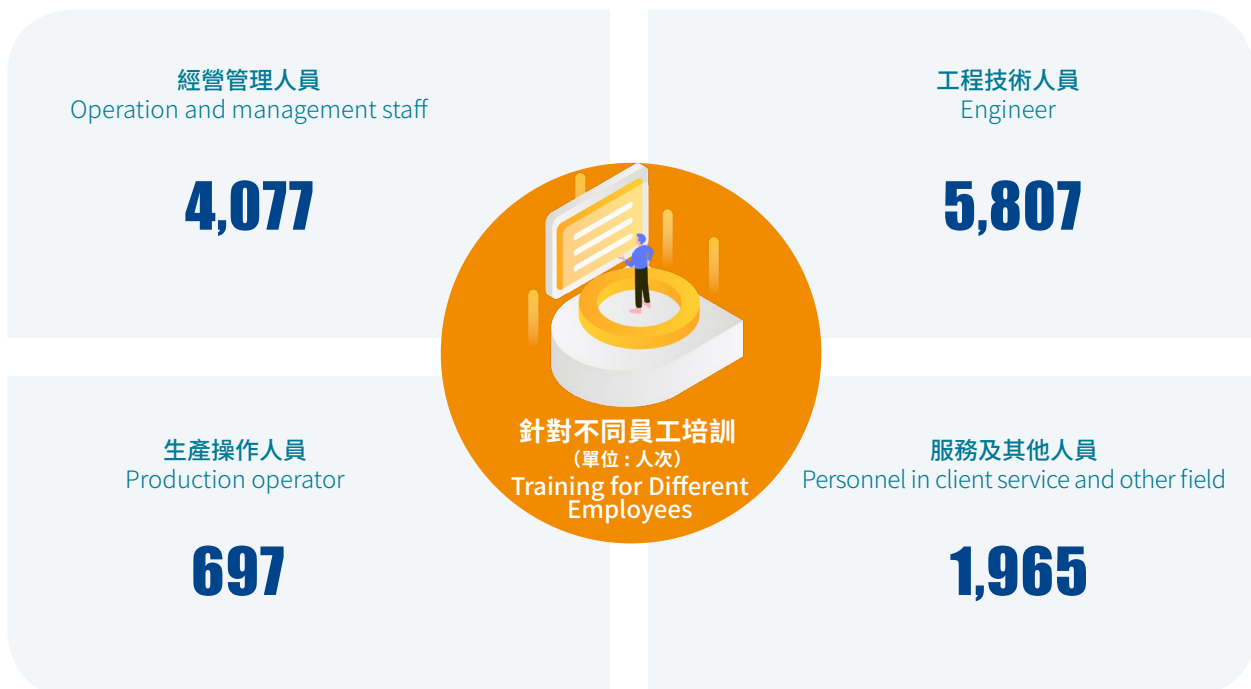 經營管理人員
Operation and management staff
4,077
工程技術人員
Engineer
5,807
針對不同員工培訓
（單位 : 人次）
Training for Different
Employees
生產操作人員
Production operator
697
服務及其他人員
Personnel in client service and other field
1,965